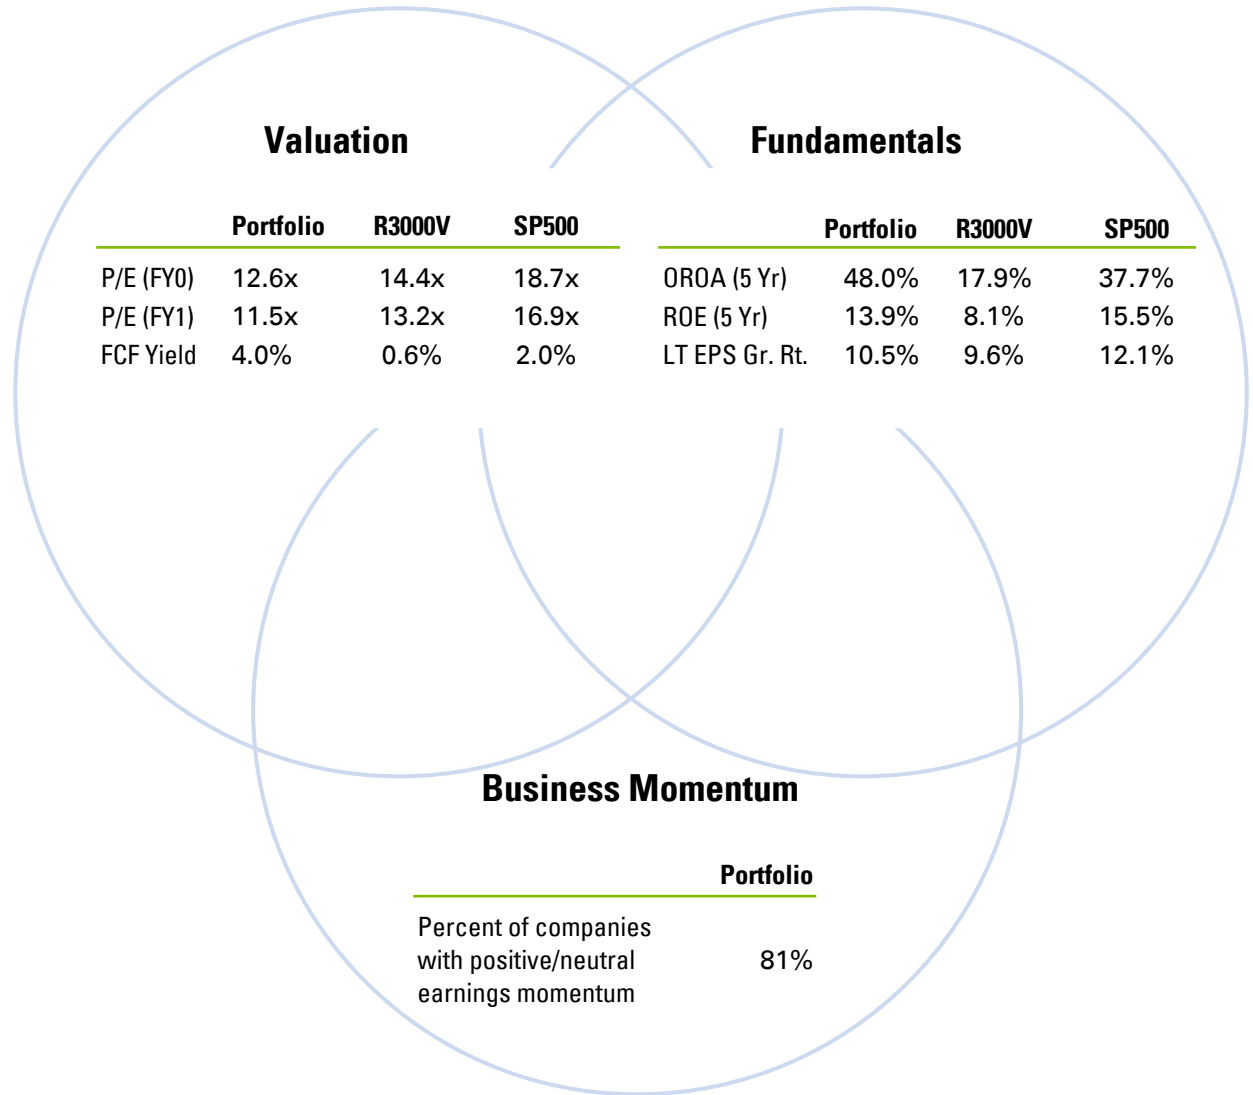 Valuation
Portfolio R3000V SP500
P/E (FY0) 12.6x 14.4x 18.7x
P/E (FY1) 11.5x 13.2x 16.9x
FCF Yield 4.0% 0.6% 2.0%
Fundamentals
Portfolio R3000V SP500
OROA (5 Yr) 48.0% 17.9% 37.7%
ROE (5 Yr) 13.9% 8.1% 15.5%
LT EPS Gr. Rt. 10.5% 9.6% 12.1%
Business Momentum
Portfolio
Percent of companies
with positive/neutral 81%
earnings momentum